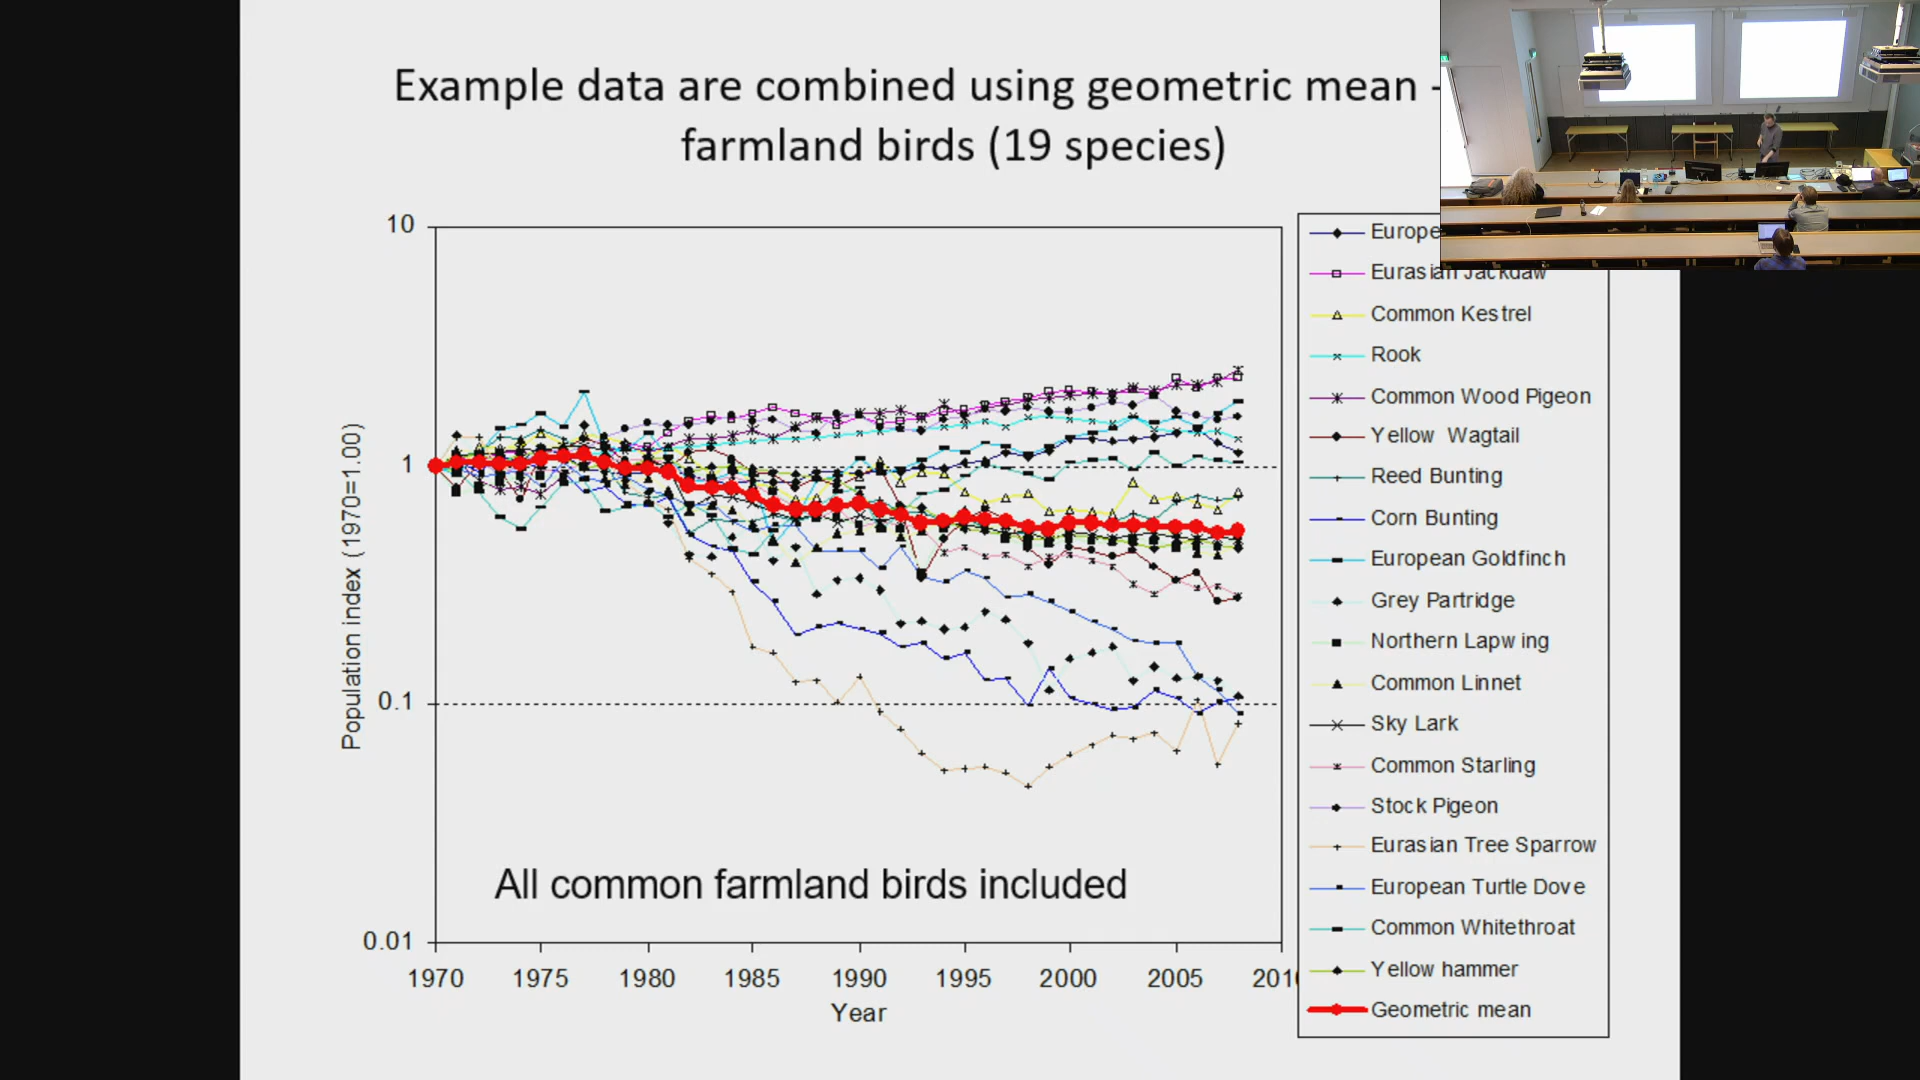 Example data are combined using geometric mean -
farmland birds (19 species)
10
1
0.1
0.01
Population index (1970=1.00)
1970 1975 1980 1985 1990 1995 2000 2005
Year
All common farmland birds included
Eurasian Jackdaw
Common Kestrel
Rook
Common Wood Pigeon
Yellow Wagtail
Reed Bunting
Corn Bunting
European Goldfinch
Grey Partridge
Northern Lapwing
Common Linnet
Sky Lark
Common Starling
Stock Pigeon
Eurasian Tree Sparrow
European Turtle Dove
Common Whitethroat
Yellow hammer
Geometric mean